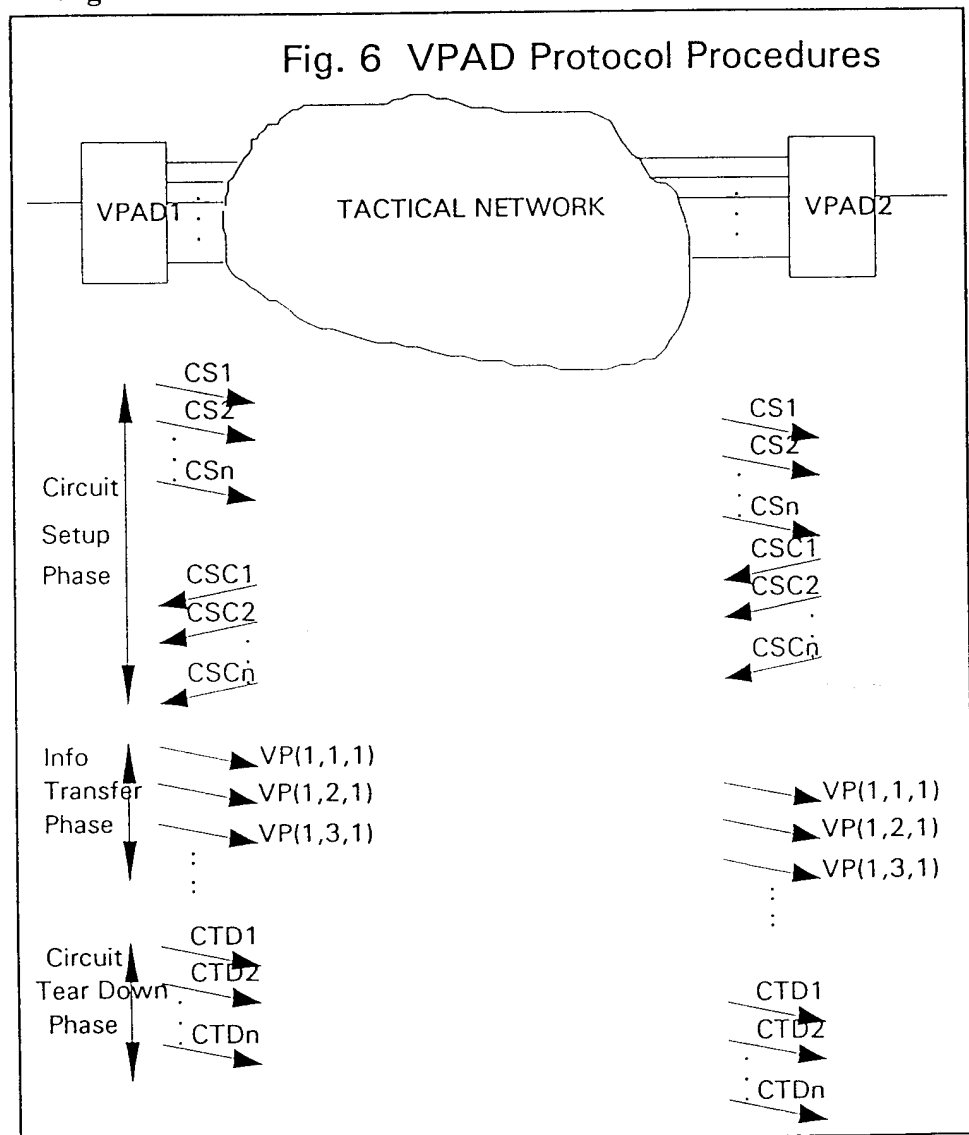 Fig. 6 VPAD Protocol Procedures
VPAD1
TACTICAL NETWORK
VPAD2
CS1
CS2
CSn
CSC1
CSC2
CSCn
Circuit
Setup
Phase
CS1
CS2
CSn
CSC1
CSC2
CSCn
Info
Transfer
Phase
VP(1,1,1)
VP(1,2,1)
VP(1,3,1)
VP(1,1,1)
VP(1,2,1)
VP(1,3,1)
Circuit
Tear Down
Phase
CTD1
CTD2
CTDn
CTD1
CTD2
CTDn